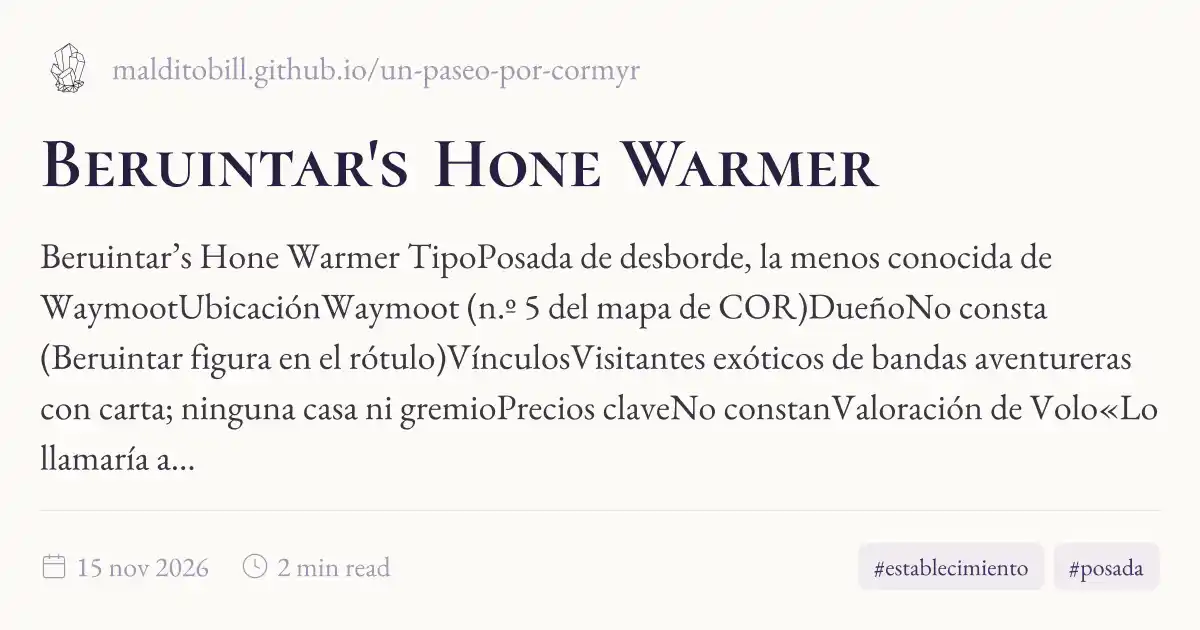 malditobill.github.io/un-paseo-por-cormyr
Beruintar's Hone Warmer
Beruintar’s Hone Warmer TipoPosada de desborde, la menos conocida de
WaymootUbicaciónWaymoot (n.º 5 del mapa de COR)DueñoNo consta
(Beruintar figura en el rótulo)VínculosVisitantes exóticos de bandas aventureras
con carta; ninguna casa ni gremioPrecios claveNo constanValoración de Volo«Lo
llamaría a...
15 nov 2026
2 min read
#establecimiento
#posada